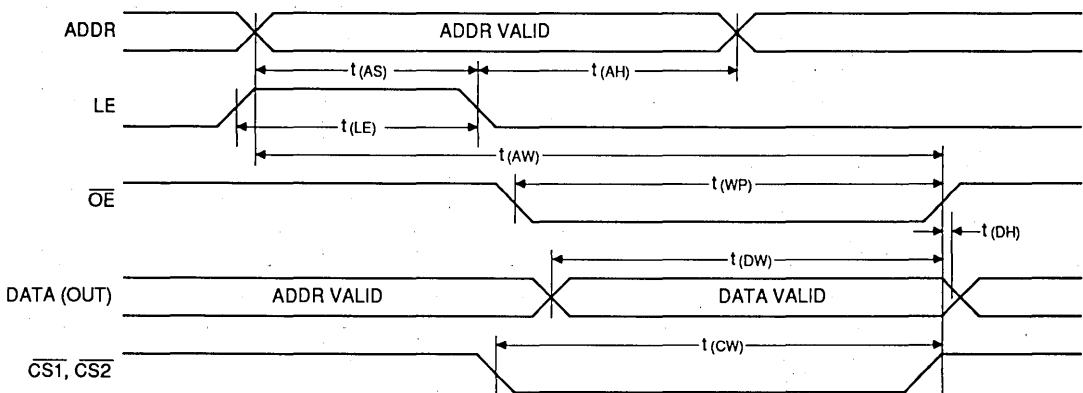 ADDR
ADDR VALID
t(AS)
t(AH)
LE
t(LE)
t(AW)
OE
t(WP)
t(DH)
t(DW)
DATA (OUT)
ADDR VALID
DATA VALID
t(CW)
CS1, CS2